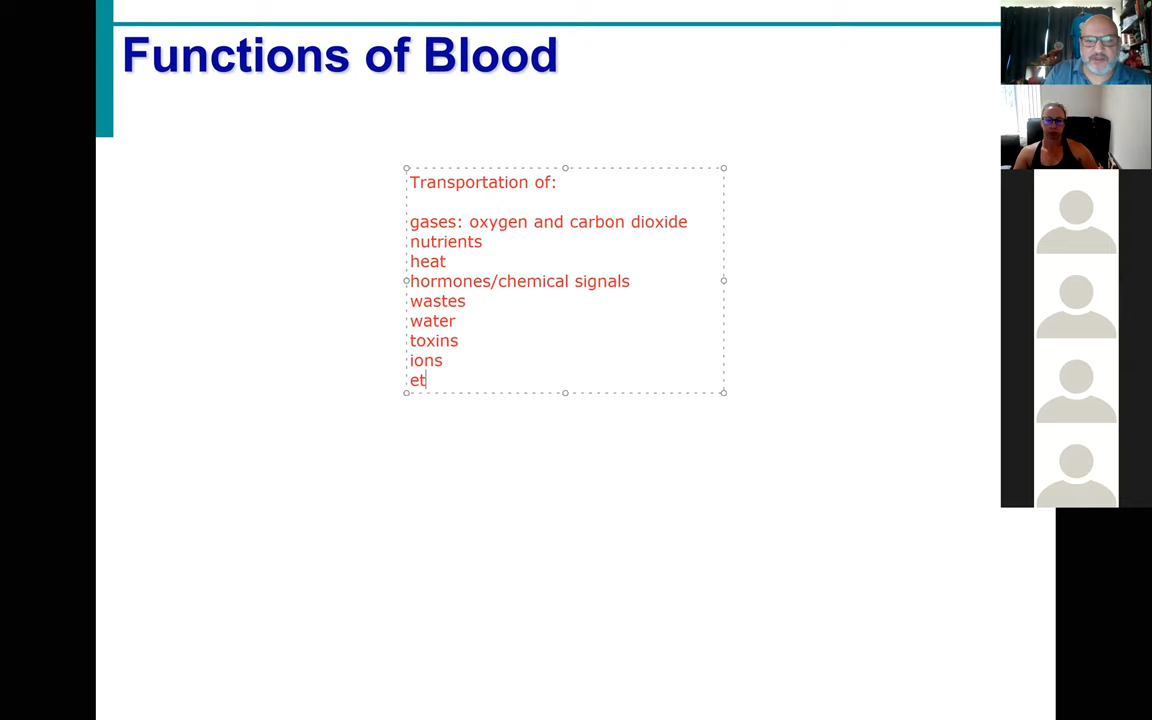 Functions of Blood
Transportation of:
gases: oxygen and carbon dioxide
nutrients
heat
hormones/chemical signals
wastes
water
toxins
ions
et